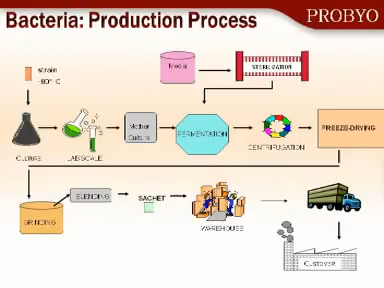 Bacteria: Production Process
PROBYO
strain
-80° C
Media
STERILIZATION
Mother
Culture
FERMENTATION
FREEZE-DRYING
CULTURE
LAB SCALE
CENTRIFUGATION
BLENDING
SACHET
GRINDING
WAREHOUSE
CUSTOMER